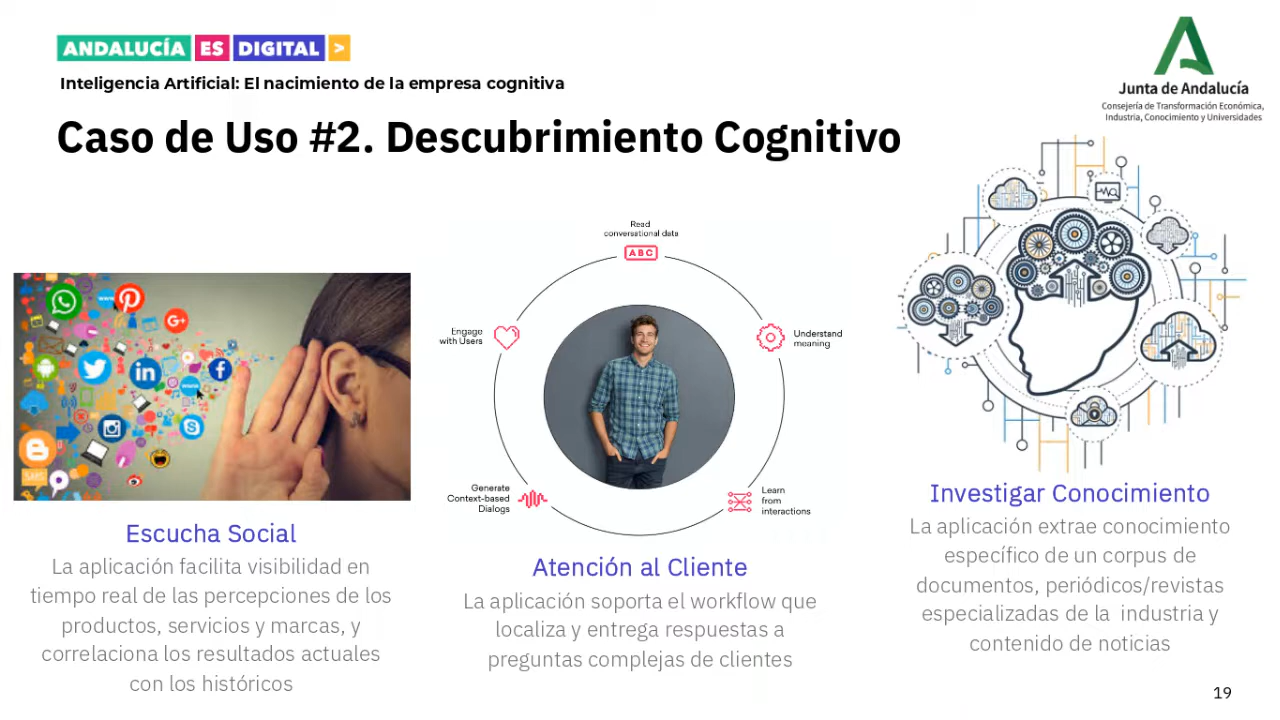 ANDALUCÍA ES DIGITAL >
Inteligencia Artificial: El nacimiento de la empresa cognitiva
Junta de Andalucía
Consejería de Transformación Económica,
Industria, Conocimiento y Universidades
Caso de Uso #2. Descubrimiento Cognitivo
www
www
Escucha Social
La aplicación facilita visibilidad en
tiempo real de las percepciones de los
productos, servicios y marcas, y
correlaciona los resultados actuales
con los históricos
Read
conversational data
ABC
Engage
with Users
Understand
meaning
Generate
Context-based
Dialogs
Learn
from
interactions
Atención al Cliente
La aplicación soporta el workflow que
localiza y entrega respuestas a
preguntas complejas de clientes
Investigar Conocimiento
La aplicación extrae conocimiento
específico de un corpus de
documentos, periódicos/revistas
especializadas de la  industria y
contenido de noticias
19